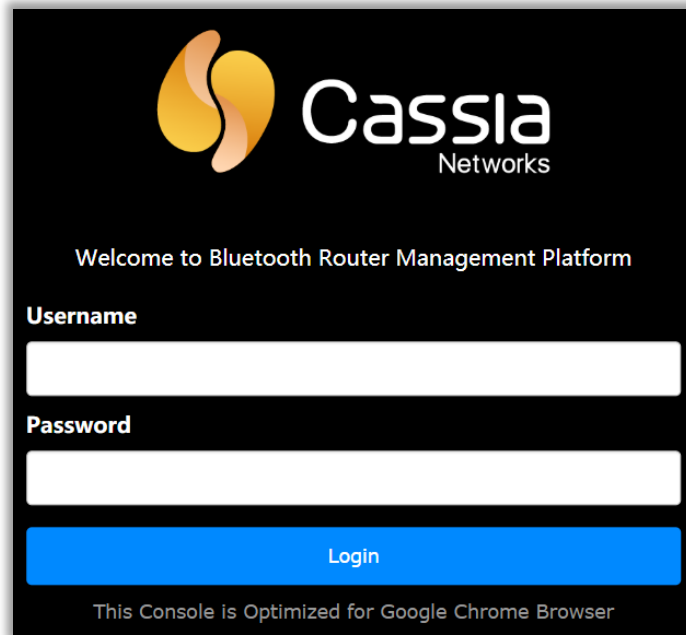 Cassia
Networks
Welcome to Bluetooth Router Management Platform
Username
Password
Login
This Console is Optimized for Google Chrome Browser